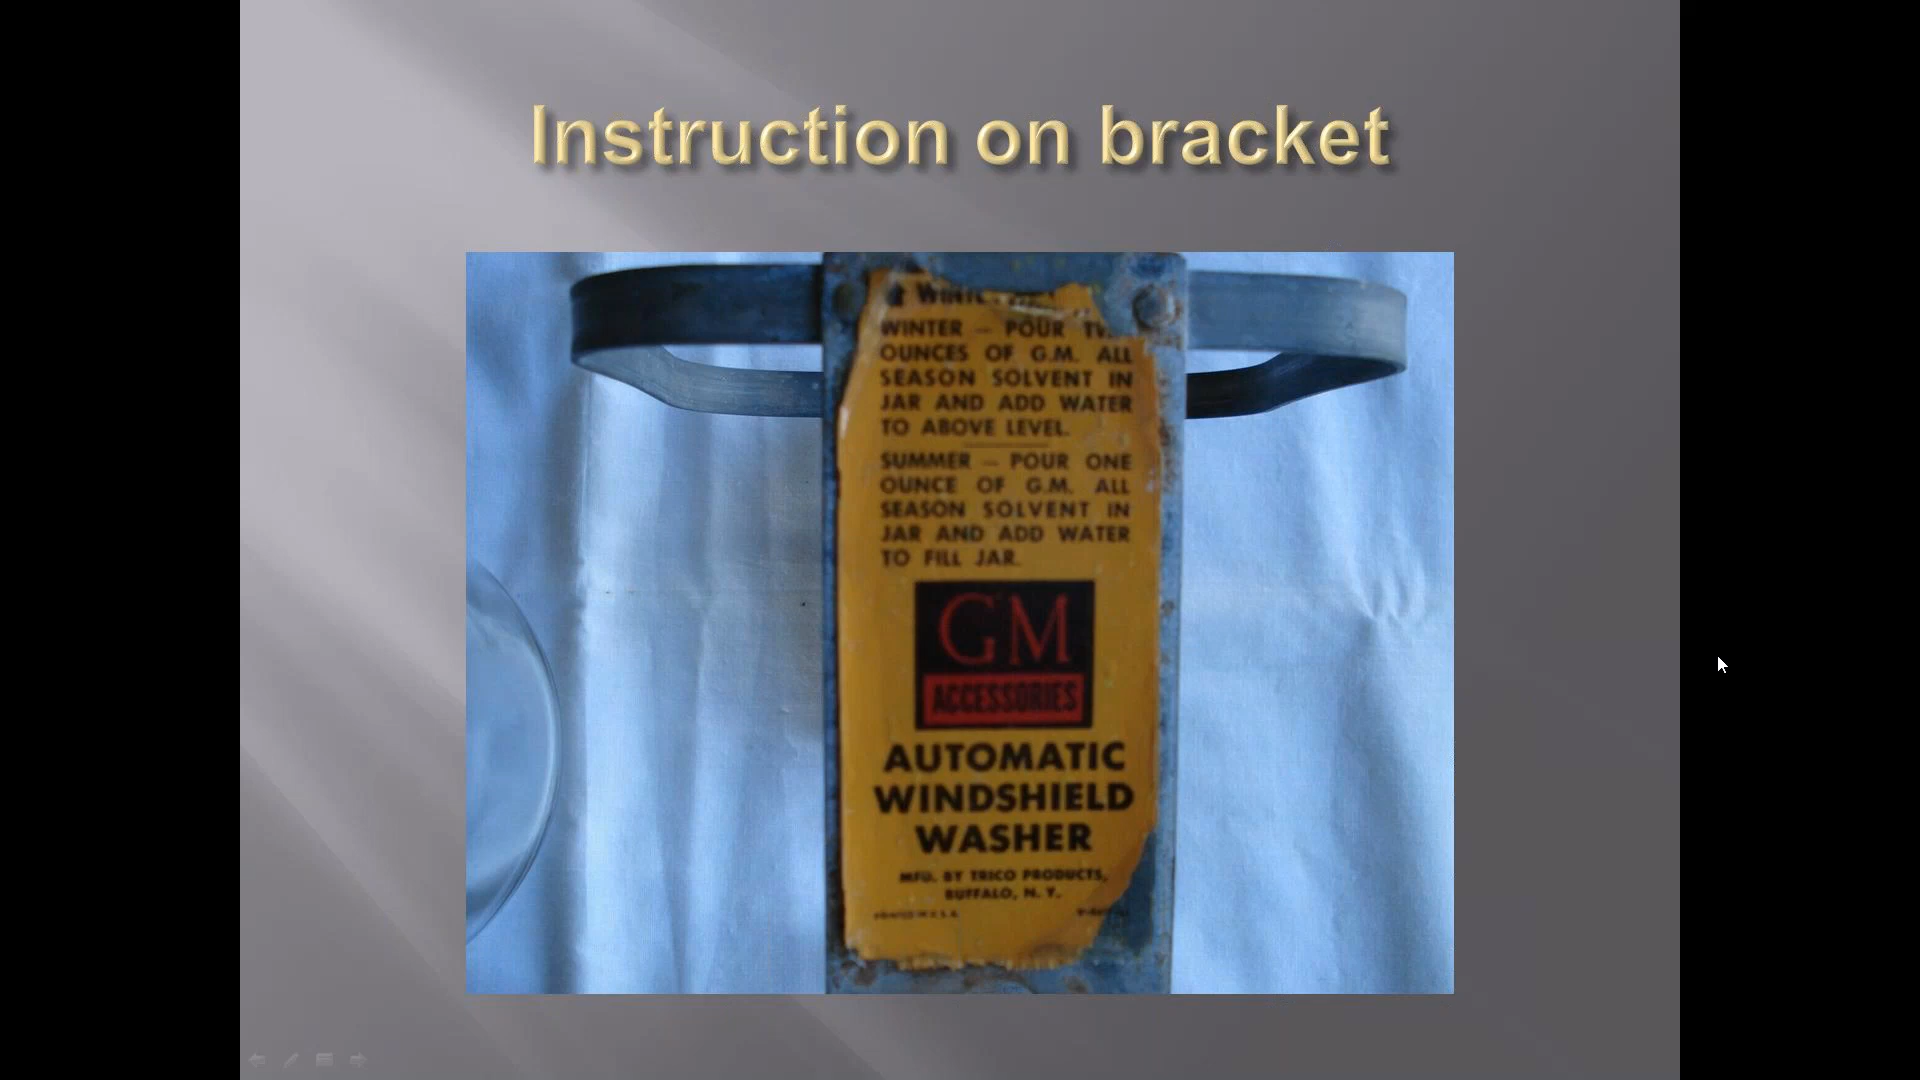 Instruction on bracket
WINTER — POUR
OUNCES OF G.M. ALL
SEASON SOLVENT IN
JAR AND ADD WATER
TO ABOVE LEVEL.
SUMMER — POUR ONE
OUNCE OF G.M. ALL
SEASON SOLVENT IN
JAR AND ADD WATER
TO FILL JAR.
GM
ACCESSORIES
AUTOMATIC
WINDSHIELD
WASHER
MFD. BY TRICO PRODUCTS,
BUFFALO, N. Y.
PRINTED IN U.S.A.